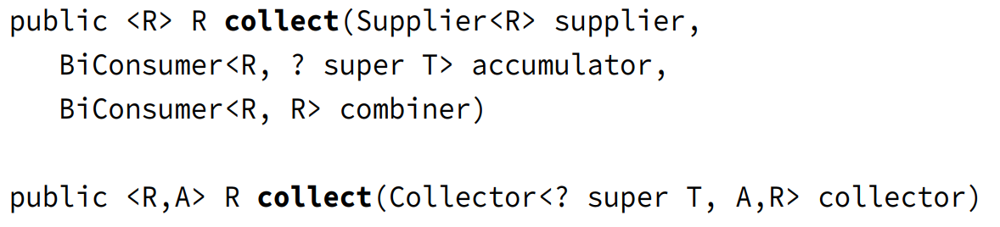 public <R> R collect(Supplier<R> supplier,
BiConsumer<R, ? super T> accumulator,
BiConsumer<R, R> combiner)
public <R,A> R collect(Collector<? super T, A,R> collector)